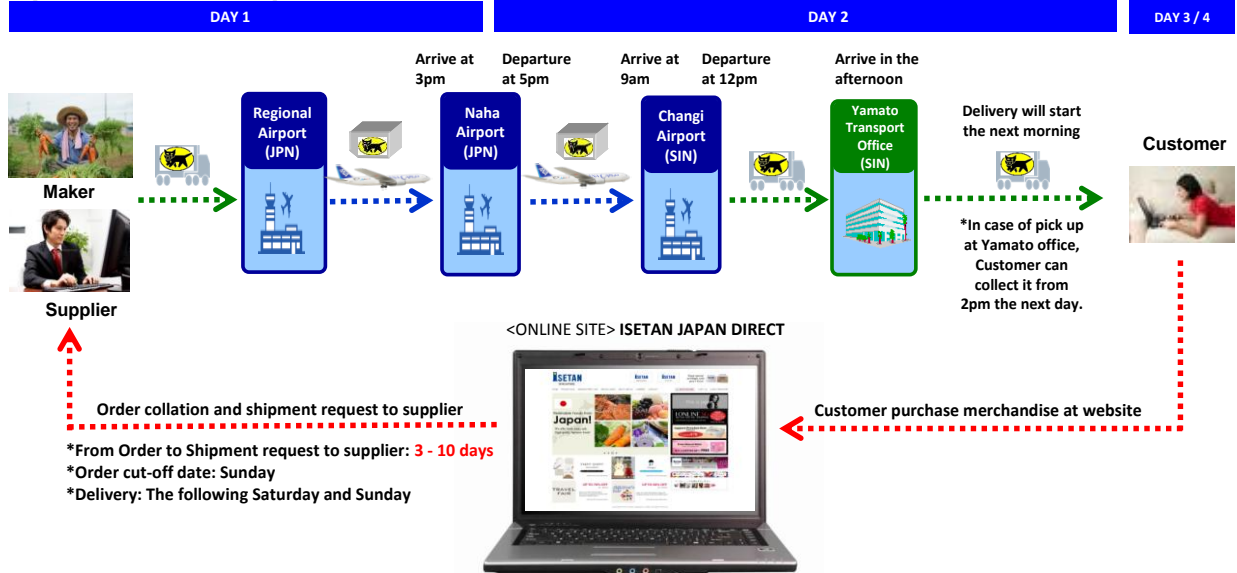 DAY 1
DAY 2
DAY 3 / 4
Arrive at
3pm
Departure
at 5pm
Arrive at
9am
Departure
at 12pm
Arrive in the
afternoon
Regional
Airport
(JPN)
Naha
Airport
(JPN)
Changi
Airport
(SIN)
Yamato
Transport
Office
(SIN)
Delivery will start
the next morning
Customer
Maker
Supplier
*In case of pick up
at Yamato office,
Customer can
collect it from
2pm the next day.
<ONLINE SITE> ISETAN JAPAN DIRECT
ISETAN
Japan!
TRAVEL
FAIR
Order collation and shipment request to supplier
Customer purchase merchandise at website
*From Order to Shipment request to supplier: 3 - 10 days
*Order cut-off date: Sunday
*Delivery: The following Saturday and Sunday